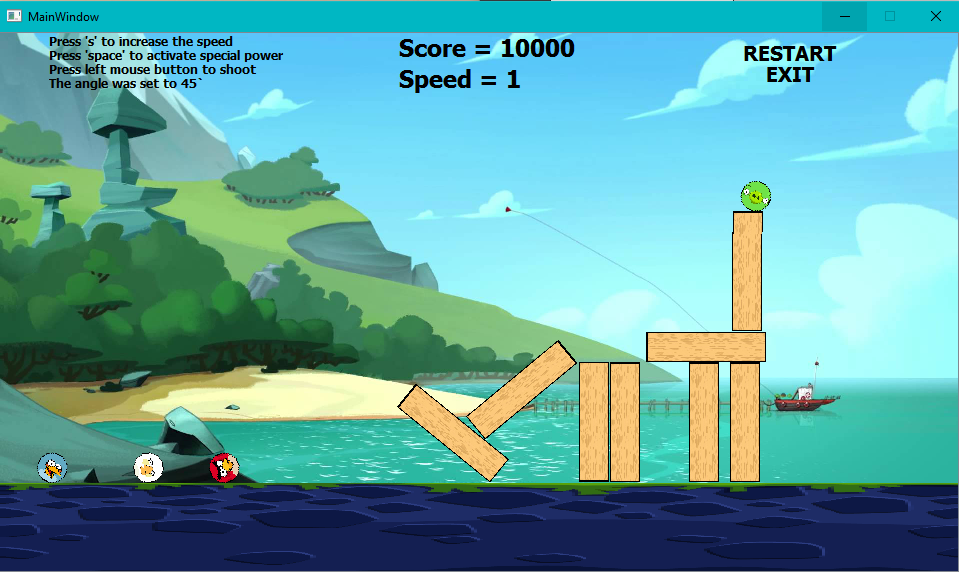 MainWindow
Press 's' to increase the speed
Press 'space' to activate special power
Press left mouse button to shoot
The angle was set to 45`
Score = 10000
Speed = 1
RESTART
EXIT